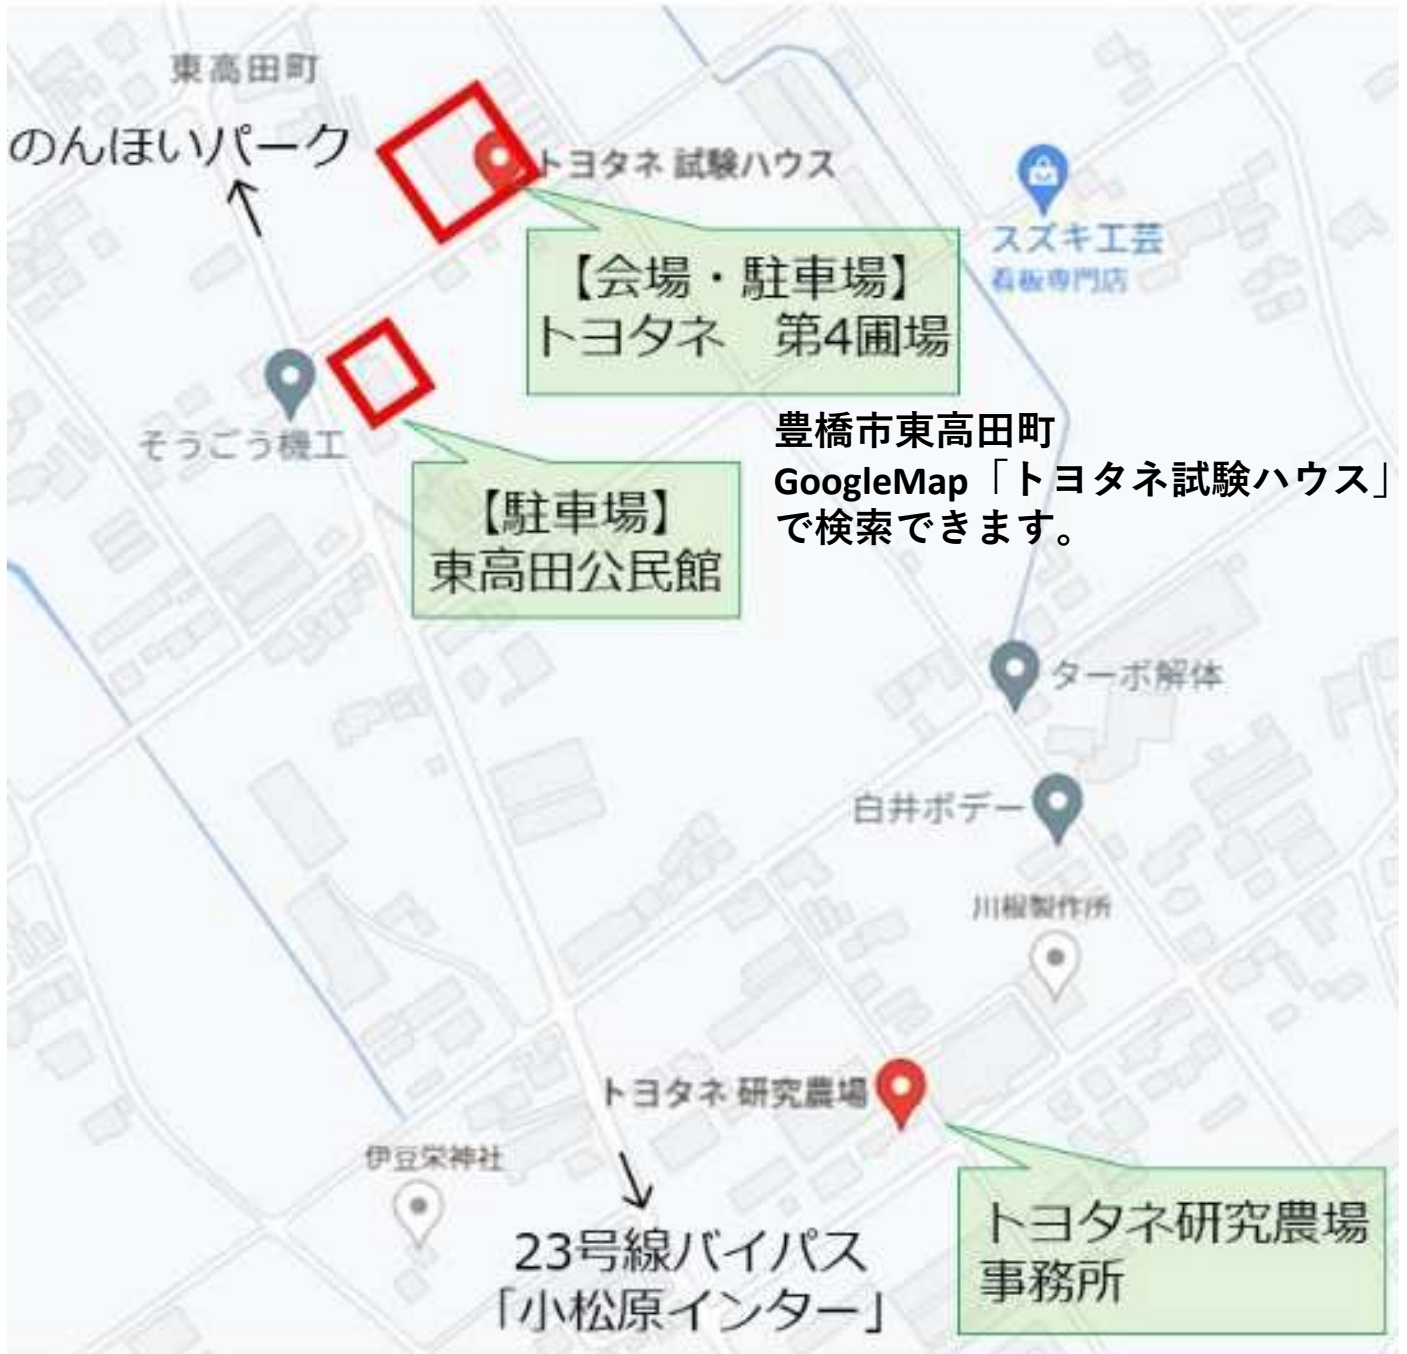 東高田町
のんほいパーク
トヨタネ 試験ハウス
スズキ工芸
看板専門店
【会場・駐車場】
トヨタネ　第4圃場
そうごう機工
豊橋市東高田町
GoogleMap「トヨタネ試験ハウス」
で検索できます。
【駐車場】
東高田公民館
ターボ解体
白井ボデー
川根製作所
トヨタネ 研究農場
伊豆栄神社
トヨタネ研究農場
事務所
23号線バイパス
「小松原インター」